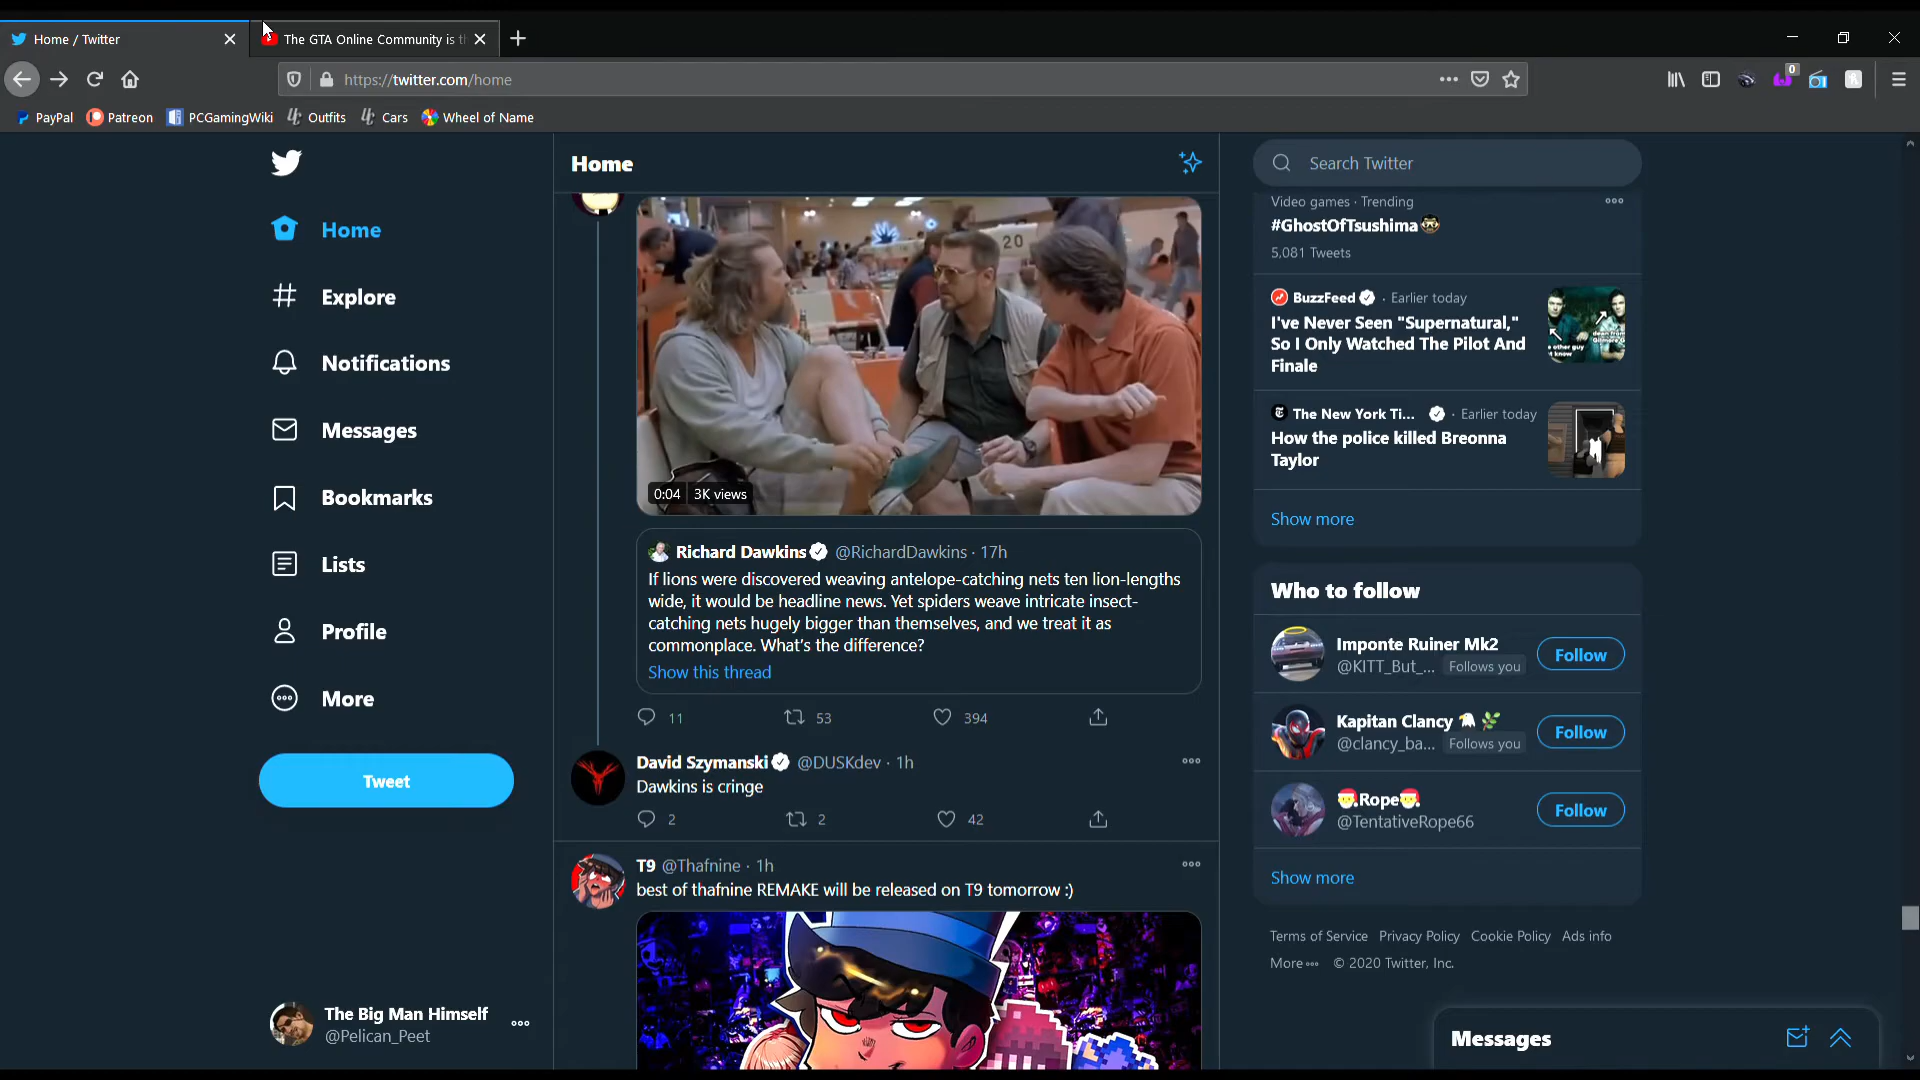 Home / Twitter
The GTA Online Community is t
https://twitter.com/home
0
PayPal
Patreon
PCGamingWiki
Outfits
Cars
Wheel of Name
Home
Explore
Notifications
Messages
Bookmarks
Lists
Profile
More
Tweet
The Big Man Himself
@Pelican_Peet
Home
20
0:04
3K views
Richard Dawkins @RichardDawkins · 17h
If lions were discovered weaving antelope-catching nets ten lion-lengths
wide, it would be headline news. Yet spiders weave intricate insect-
catching nets hugely bigger than themselves, and we treat it as
commonplace. What's the difference?
Show this thread
11
53
394
David Szymanski @DUSKdev · 1h
Dawkins is cringe
2
2
42
T9 @Thafnine · 1h
best of thafnine REMAKE will be released on T9 tomorrow :)
Search Twitter
Video games · Trending
#GhostOfTsushima
5,081 Tweets
BuzzFeed · Earlier today
I've Never Seen "Supernatural,"
So I Only Watched The Pilot And
Finale
The New York Ti... · Earlier today
How the police killed Breonna
Taylor
Show more
Who to follow
Imponte Ruiner Mk2
@KITT_But_... Follows you
Follow
Kapitan Clancy
@clancy_ba... Follows you
Follow
Rope
@TentativeRope66
Follow
Show more
Terms of Service Privacy Policy Cookie Policy Ads info
More © 2020 Twitter, Inc.
Messages